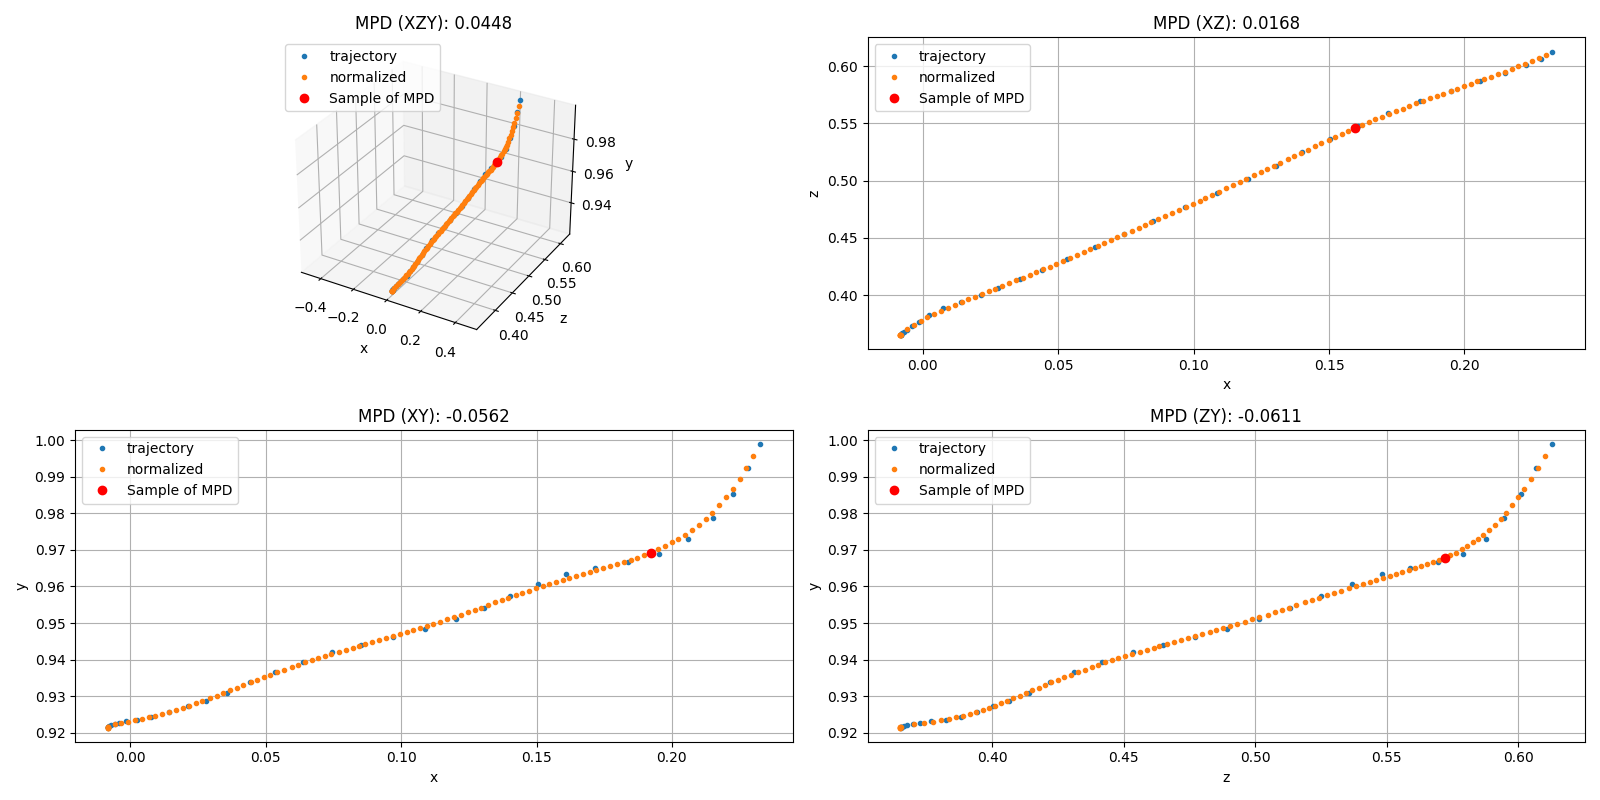 MPD (XZY): 0.0448
trajectory
normalized
Sample of MPD
0.98
0.96
0.94
y
−0.4
−0.2
0.0
0.2
0.4
x
0.40
0.45
0.50
0.55
0.60
z
MPD (XZ): 0.0168
trajectory
normalized
Sample of MPD
0.60
0.55
0.50
0.45
0.40
z
0.00 0.05 0.10 0.15 0.20
x
MPD (XY): -0.0562
trajectory
normalized
Sample of MPD
1.00
0.99
0.98
0.97
0.96
0.95
0.94
0.93
0.92
y
0.00 0.05 0.10 0.15 0.20
x
MPD (ZY): -0.0611
trajectory
normalized
Sample of MPD
1.00
0.99
0.98
0.97
0.96
0.95
0.94
0.93
0.92
y
0.40 0.45 0.50 0.55 0.60
z